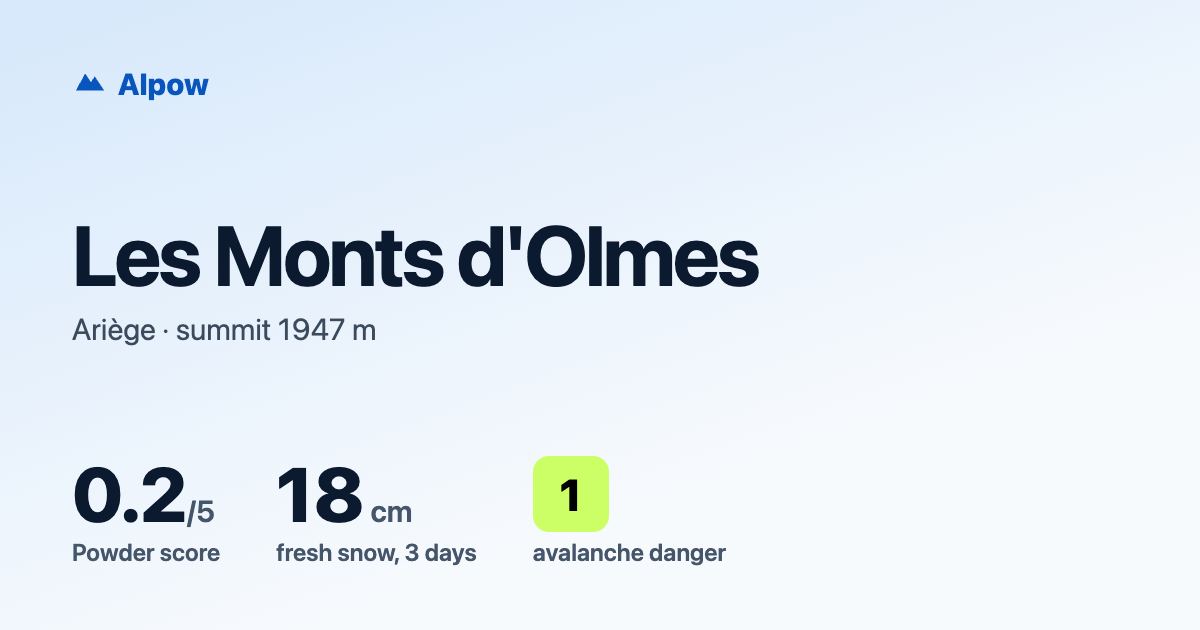 Alpow
Les Monts d'Olmes
Ariège · summit 1947 m
0.2/5
Powder score
18 cm
fresh snow, 3 days
1
avalanche danger